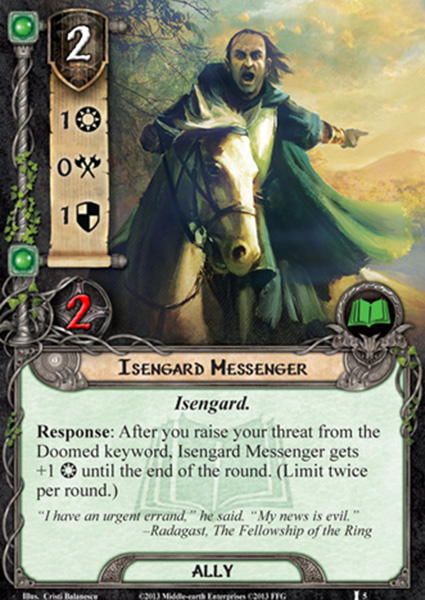 2
1
0
1
2
ISENGARD MESSENGER
Isengard.
Response: After you raise your threat from the
Doomed keyword, Isengard Messenger gets
+1 until the end of the round. (Limit twice
per round.)
“I have an urgent errand,” he said. “My news is evil.”
–Radagast, The Fellowship of the Ring
ALLY
Illus. Cristi Balanescu ©2013 Middle-earth Enterprises ©2013 FFG 5